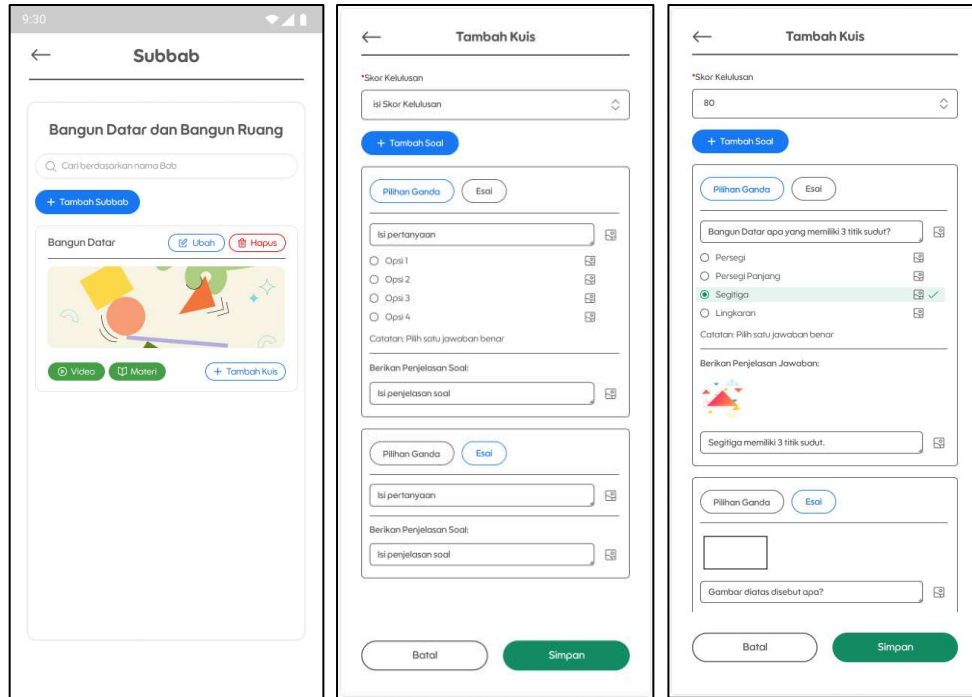 9:30
Subbab
Bangun Datar dan Bangun Ruang
Cari berdasarkan nama Bab
+ Tambah Subbab
Bangun Datar
Ubah
Hapus
Video
Materi
+ Tambah Kuis
Tambah Kuis
*Skor Kelulusan
isi Skor Kelulusan
+ Tambah Soal
Pilihan Ganda
Esai
Isi pertanyaan
Opsi 1
Opsi 2
Opsi 3
Opsi 4
Catatan: Pilih satu jawaban benar
Berikan Penjelasan Soal:
Isi penjelasan soal
Pilihan Ganda
Esai
Isi pertanyaan
Berikan Penjelasan Soal:
Isi penjelasan soal
Batal
Simpan
Tambah Kuis
*Skor Kelulusan
80
+ Tambah Soal
Pilihan Ganda
Esai
Bangun Datar apa yang memiliki 3 titik sudut?
Persegi
Persegi Panjang
Segitiga
Lingkaran
Catatan: Pilih satu jawaban benar
Berikan Penjelasan Jawaban:
Segitiga memiliki 3 titik sudut.
Pilihan Ganda
Esai
Gambar diatas disebut apa?
Batal
Simpan